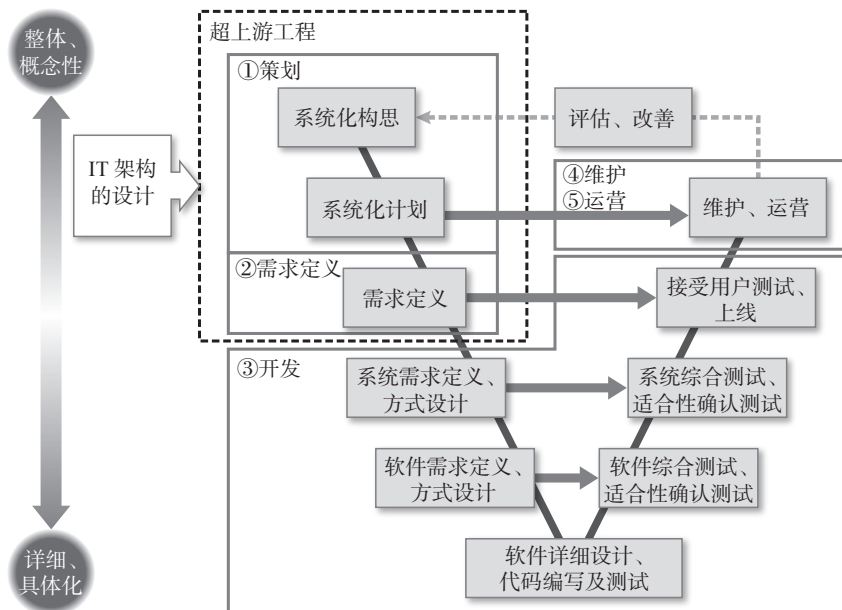 整体、
概念性
超上游工程
①策划
系统化构思
评估、改善
IT 架构
的设计
④维护
⑤运营
系统化计划
维护、运营
②需求定义
需求定义
接受用户测试、
上线
③开发
系统需求定义、
方式设计
系统综合测试、
适合性确认测试
软件需求定义、
方式设计
软件综合测试、
适合性确认测试
软件详细设计、
代码编写及测试
详细、
具体化